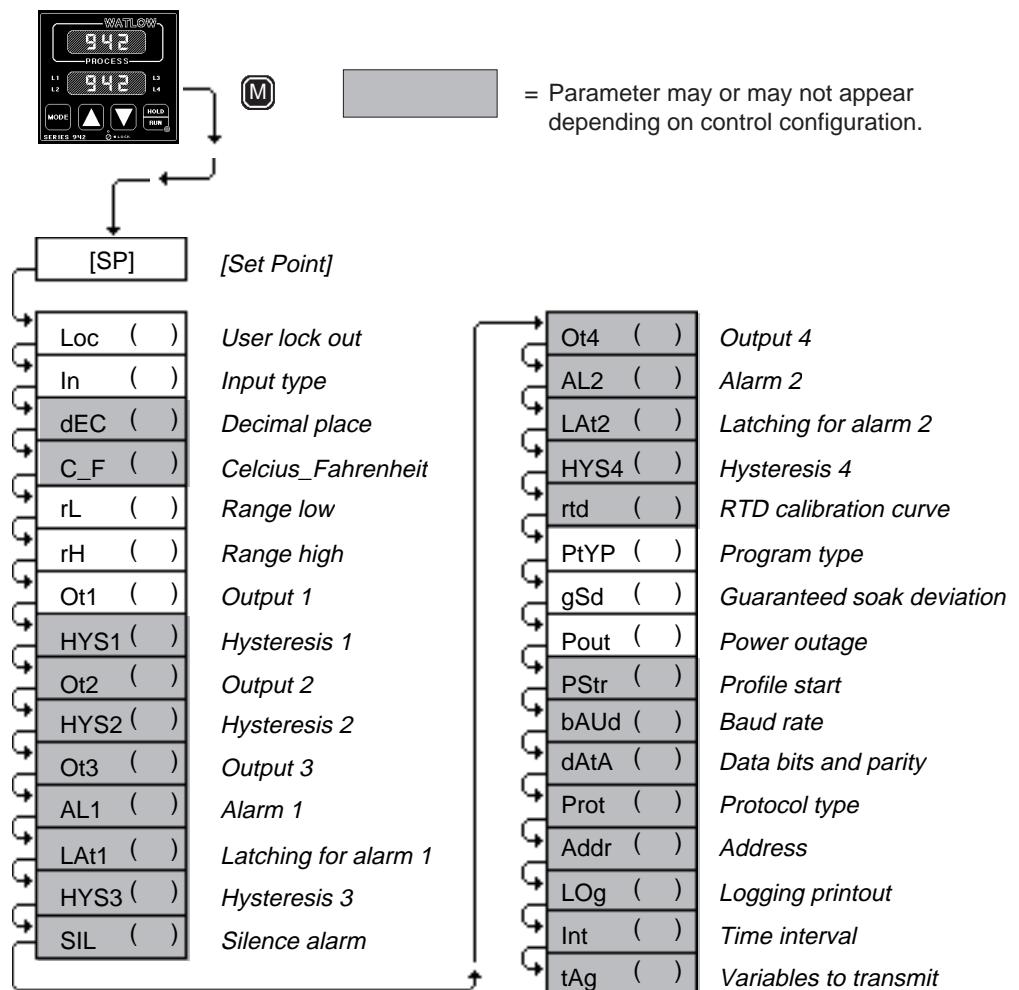 WATLOW
942
PROCESS
L1 L2 942 L3 L4
MODE HOLD RUN
SERIES 942 0 LOCK
M
= Parameter may or may not appear
depending on control configuration.
[SP] [Set Point]
Loc ( ) User lock out
In ( ) Input type
dEC ( ) Decimal place
C_F ( ) Celcius_Fahrenheit
rL ( ) Range low
rH ( ) Range high
Ot1 ( ) Output 1
HYS1 ( ) Hysteresis 1
Ot2 ( ) Output 2
HYS2 ( ) Hysteresis 2
Ot3 ( ) Output 3
AL1 ( ) Alarm 1
LAt1 ( ) Latching for alarm 1
HYS3 ( ) Hysteresis 3
SIL ( ) Silence alarm
Ot4 ( ) Output 4
AL2 ( ) Alarm 2
LAt2 ( ) Latching for alarm 2
HYS4 ( ) Hysteresis 4
rtd ( ) RTD calibration curve
PtYP ( ) Program type
gSd ( ) Guaranteed soak deviation
Pout ( ) Power outage
PStr ( ) Profile start
bAUd ( ) Baud rate
dAtA ( ) Data bits and parity
Prot ( ) Protocol type
Addr ( ) Address
LOg ( ) Logging printout
Int ( ) Time interval
tAg ( ) Variables to transmit